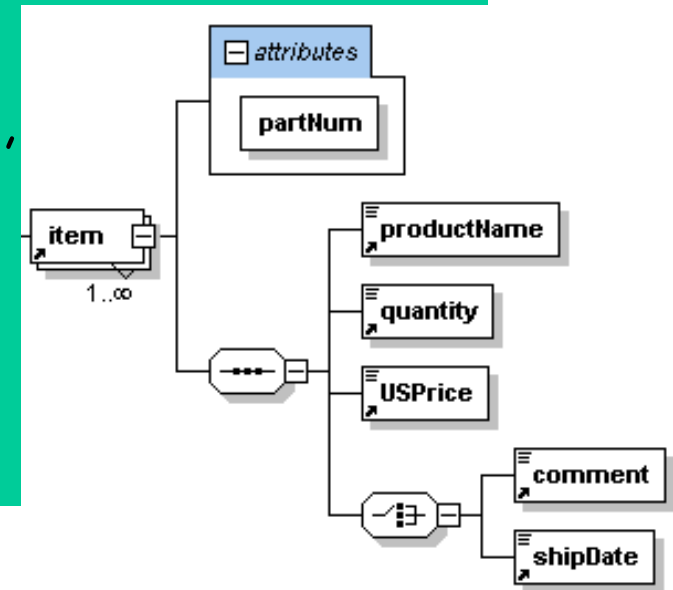 attributes
partNum
,
item
1..∞
productName
quantity
USPrice
comment
shipDate